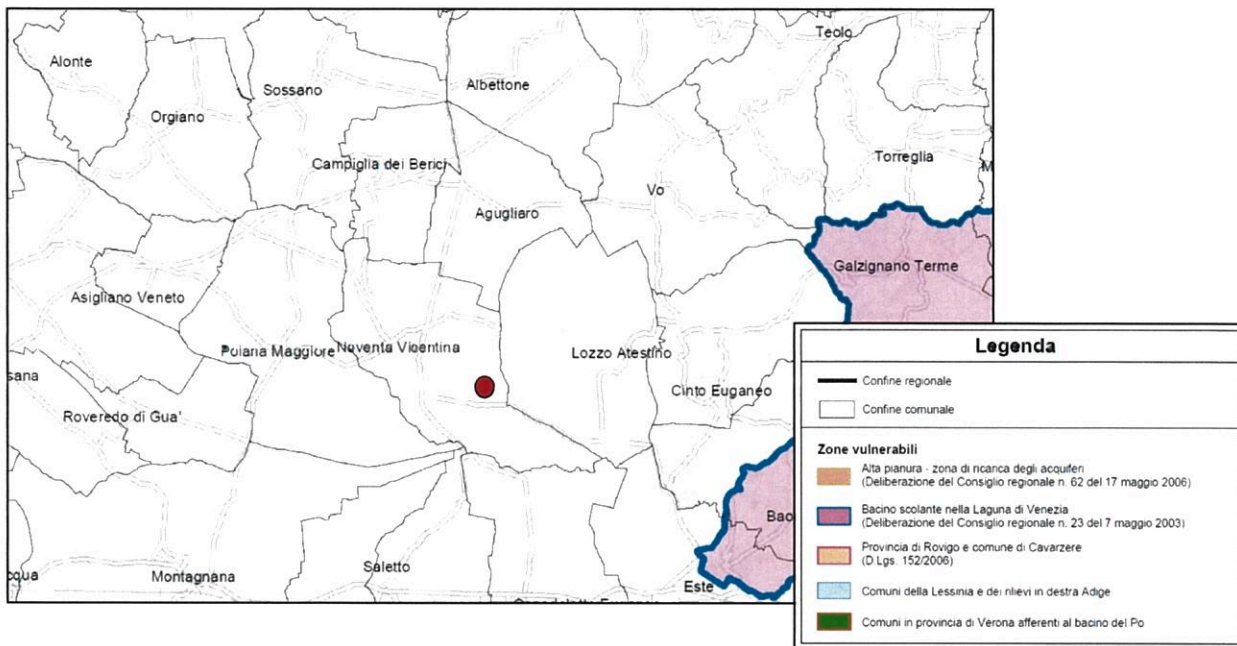 Teolo
Alonte
Sossano
Albettone
Orgiano
Campiglia dei Berici
Torreglia
M
Vo
Agugliaro
Galzignano Terme
Asigliano Veneto
Poiana Maggiore
Noventa Vicentina
Lozzo Atestino
sana
Cinto Euganeo
Roveredo di Gua'
Bao
Montagnana
Saletto
Este
cqua
Legenda
Confine regionale
Confine comunale
Zone vulnerabili
Alta pianura - zona di ricarica degli acquiferi
(Deliberazione del Consiglio regionale n. 62 del 17 maggio 2006)
Bacino scolante nella Laguna di Venezia
(Deliberazione del Consiglio regionale n. 23 del 7 maggio 2003)
Provincia di Rovigo e comune di Cavarzere
(D.Lgs. 152/2006)
Comuni della Lessinia e dei rilievi in destra Adige
Comuni in provincia di Verona afferenti al bacino del Po